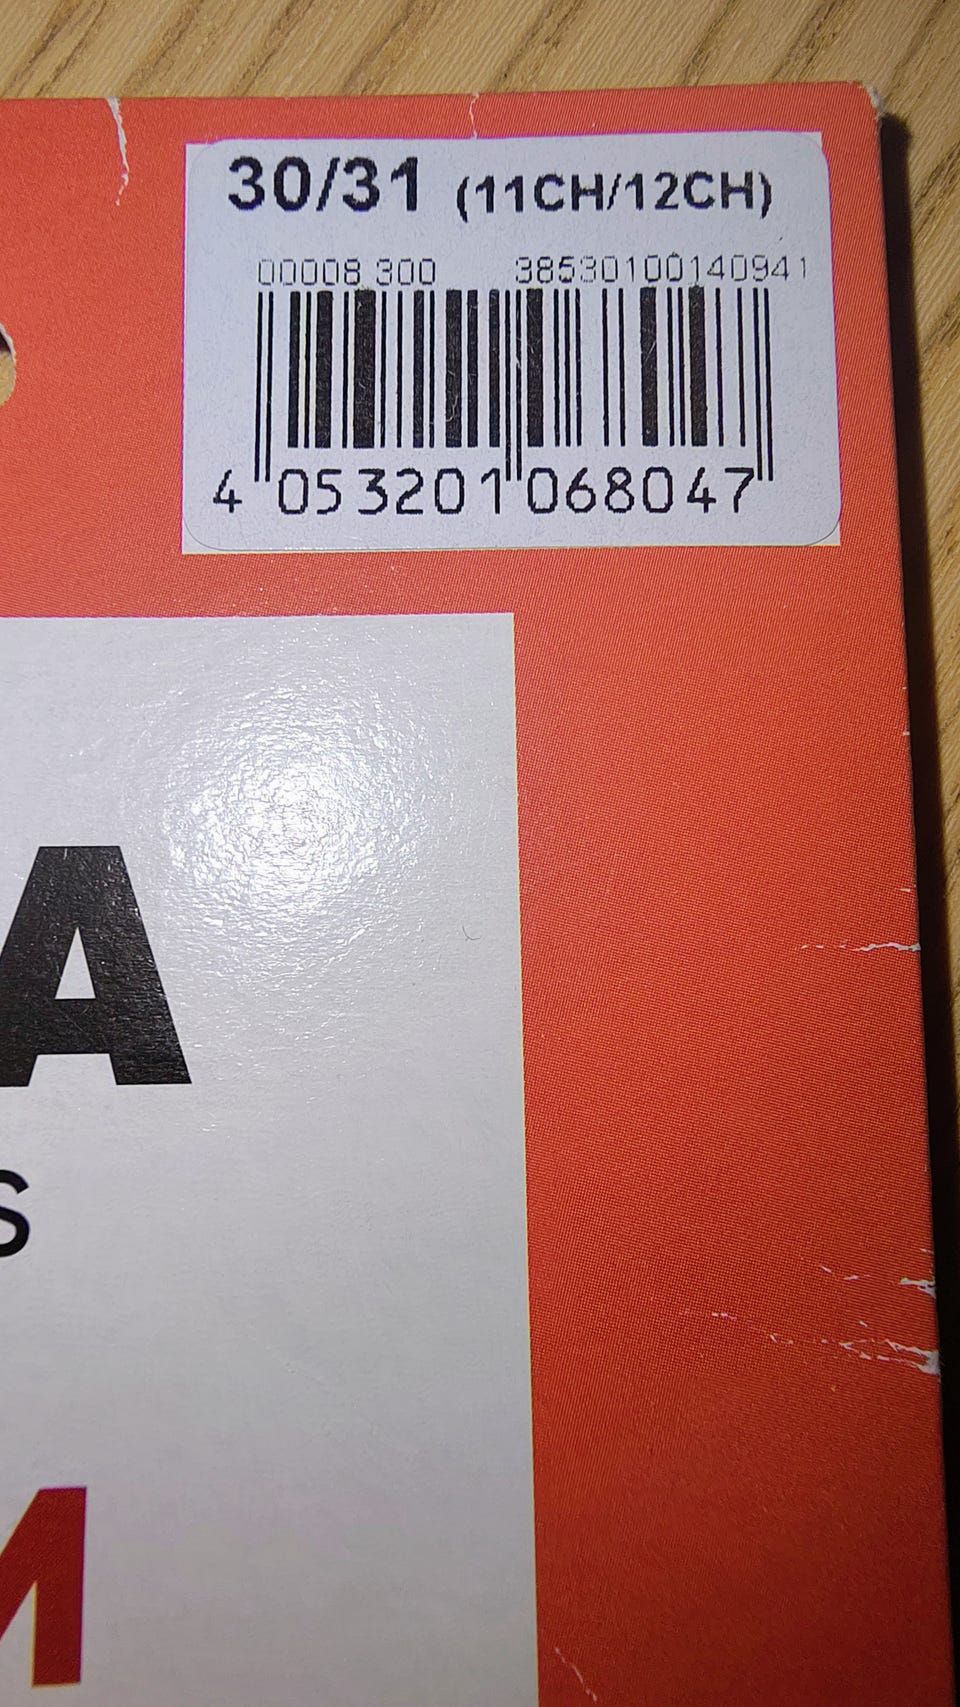 30/31 (11CH/12CH)
00008 300 38530100140941
4 053201 068047
A
S
M